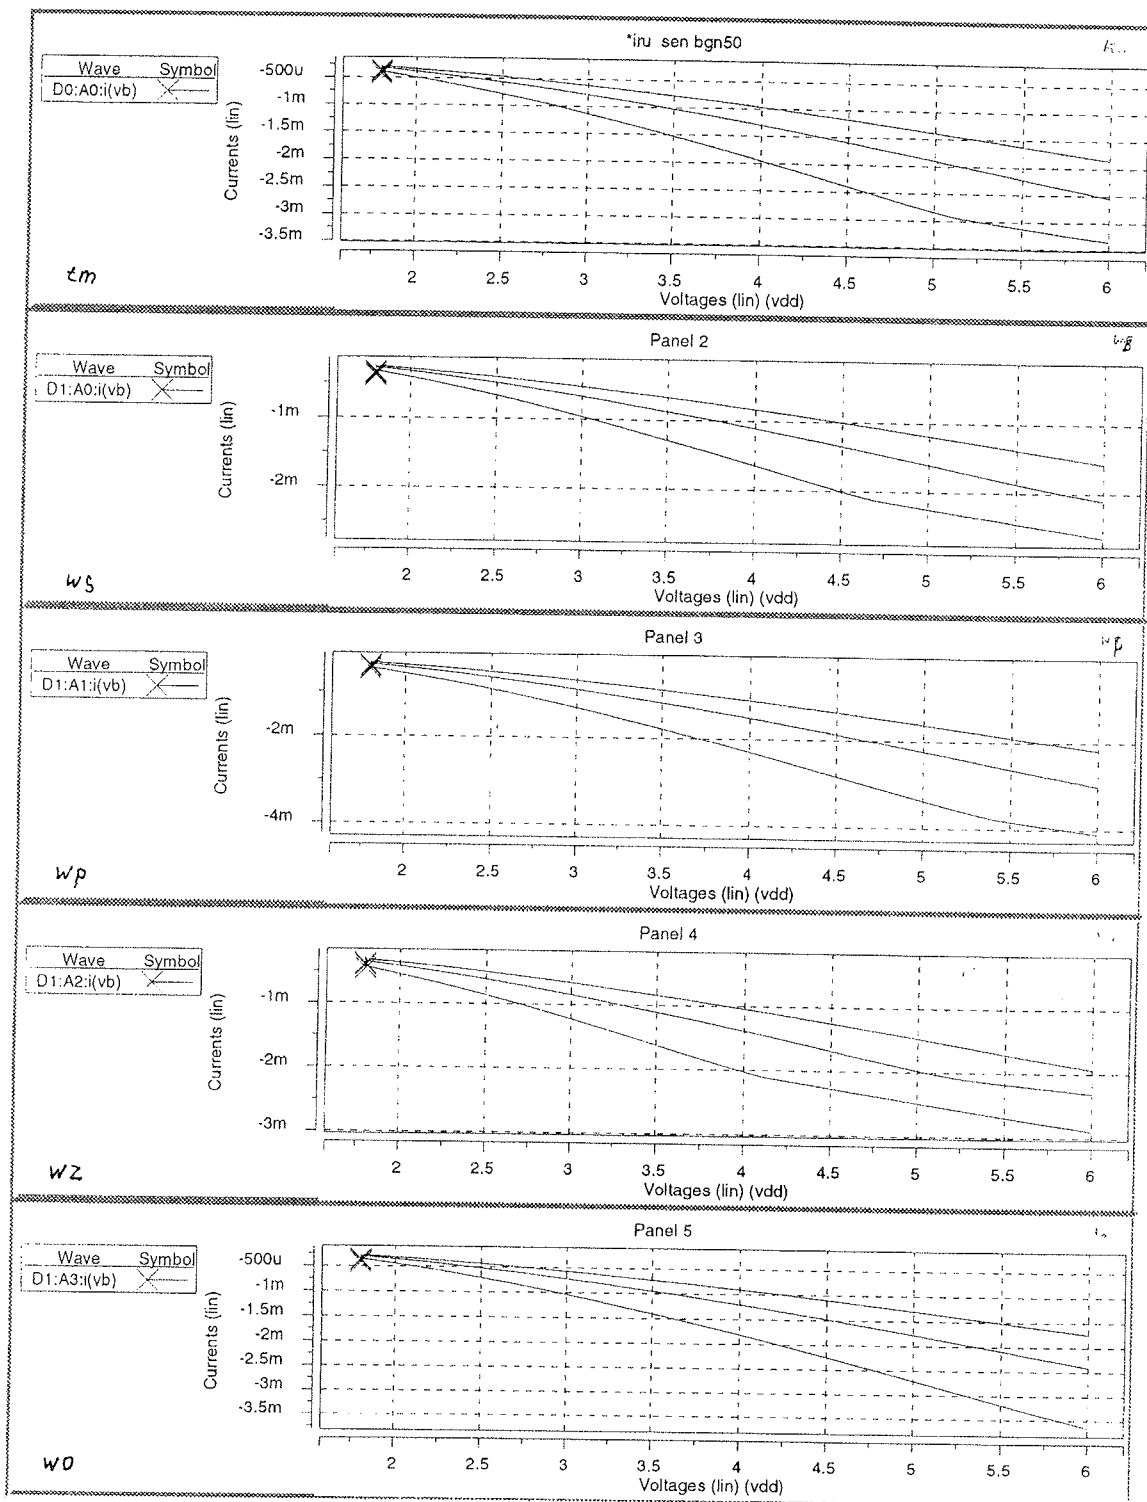 *iru sen bgn50
Wave Symbol
D0:A0:i(vb)
Currents (lin)
-500u
-1m
-1.5m
-2m
-2.5m
-3m
-3.5m
2 2.5 3 3.5 4 4.5 5 5.5 6
Voltages (lin) (vdd)
tm
Panel 2
Wave Symbol
D1:A0:i(vb)
Currents (lin)
-1m
-2m
2 2.5 3 3.5 4 4.5 5 5.5 6
Voltages (lin) (vdd)
ws
Panel 3
wp
Wave Symbol
D1:A1:i(vb)
Currents (lin)
-2m
-4m
2 2.5 3 3.5 4 4.5 5 5.5 6
Voltages (lin) (vdd)
wp
Panel 4
Wave Symbol
D1:A2:i(vb)
Currents (lin)
-1m
-2m
-3m
2 2.5 3 3.5 4 4.5 5 5.5 6
Voltages (lin) (vdd)
wz
Panel 5
Wave Symbol
D1:A3:i(vb)
Currents (lin)
-500u
-1m
-1.5m
-2m
-2.5m
-3m
-3.5m
2 2.5 3 3.5 4 4.5 5 5.5 6
Voltages (lin) (vdd)
wo